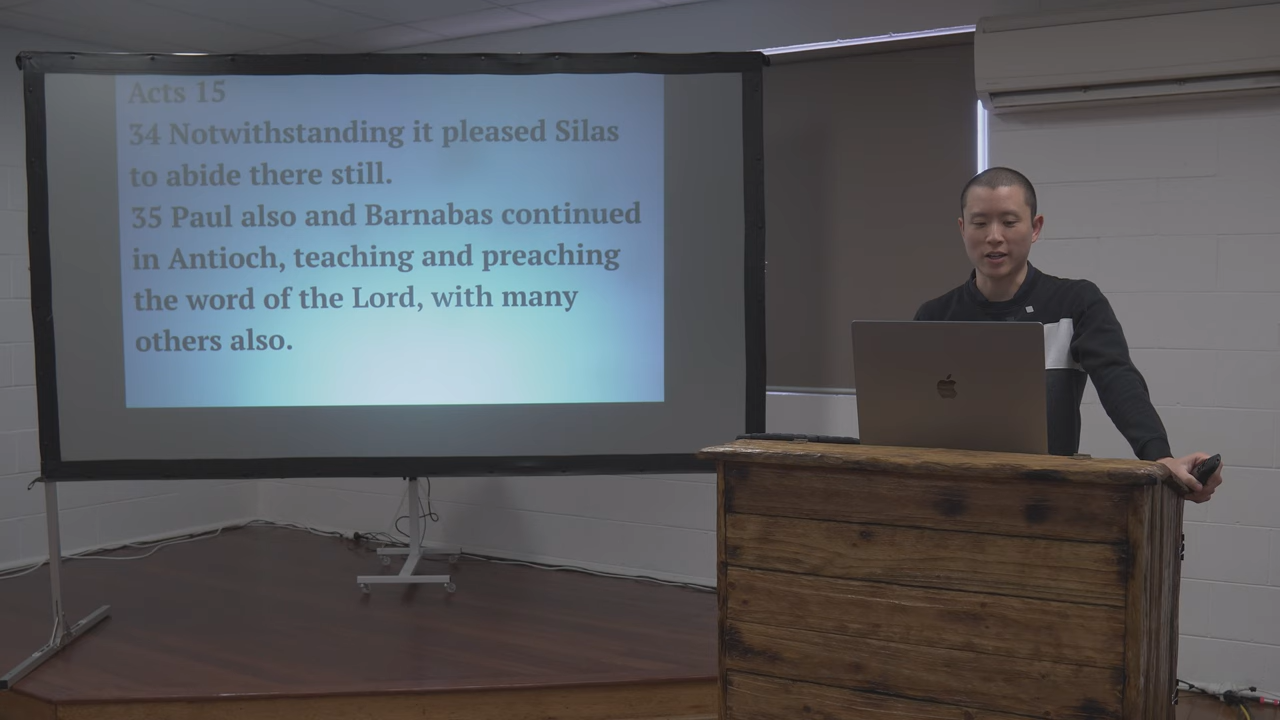 Acts 15
34 Notwithstanding it pleased Silas
to abide there still.
35 Paul also and Barnabas continued
in Antioch, teaching and preaching
the word of the Lord, with many
others also.